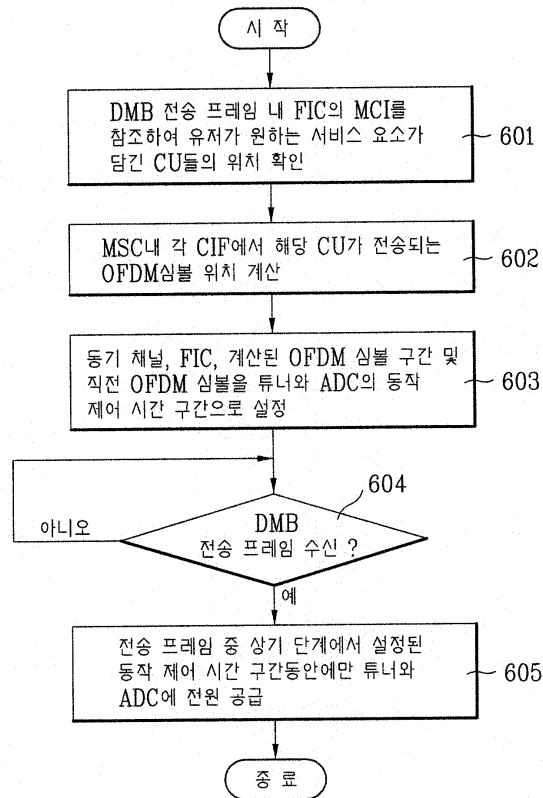 시 작
DMB 전송 프레임 내 FIC의 MCI를
참조하여 유저가 원하는 서비스 요소가
담긴 CU들의 위치 확인
601
MSC내 각 CIF에서 해당 CU가 전송되는
OFDM심볼 위치 계산
602
동기 채널, FIC, 계산된 OFDM 심볼 구간 및
직전 OFDM 심볼을 튜너와 ADC의 동작
제어 시간 구간으로 설정
603
604
아니오
DMB
전송 프레임 수신 ?
예
전송 프레임 중 상기 단계에서 설정된
동작 제어 시간 구간동안에만 튜너와
ADC에 전원 공급
605
종 료